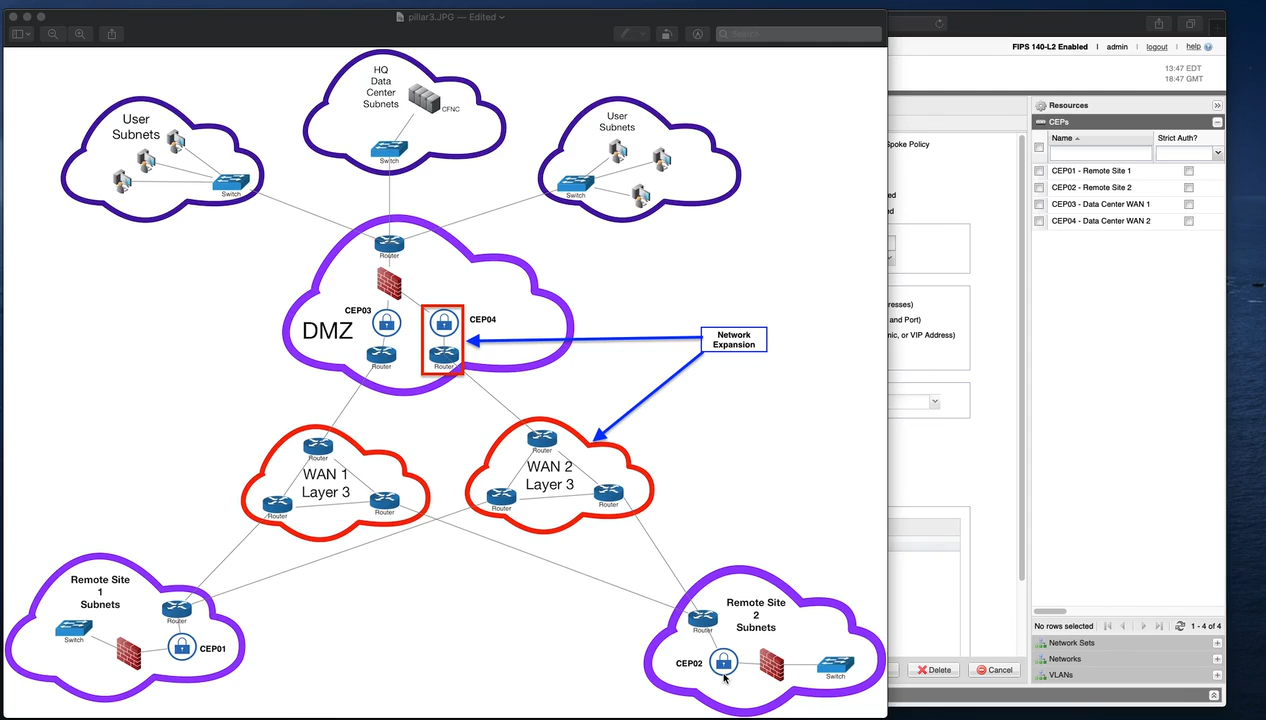 pillar3.JPG — Edited
Search
HQ
Data
Center
Subnets
CFNC
Switch
User
Subnets
Switch
User
Subnets
Switch
Router
CEP03
CEP04
DMZ
Router
Router
Network
Expansion
Router
WAN 1
Layer 3
Router
Router
Router
WAN 2
Layer 3
Router
Router
Remote Site
1
Subnets
Router
Switch
CEP01
Remote Site
2
Subnets
Router
CEP02
Switch
FIPS 140-L2 Enabled | admin | logout | help
13:47 EDT
18:47 GMT
Spoke Policy
ed
d
resses)
and Port)
nic, or VIP Address)
Delete
Cancel
Resources
CEPs
Name
Strict Auth?
CEP01 - Remote Site 1
CEP02 - Remote Site 2
CEP03 - Data Center WAN 1
CEP04 - Data Center WAN 2
No rows selected
1 - 4 of 4
Network Sets
Networks
VLANs